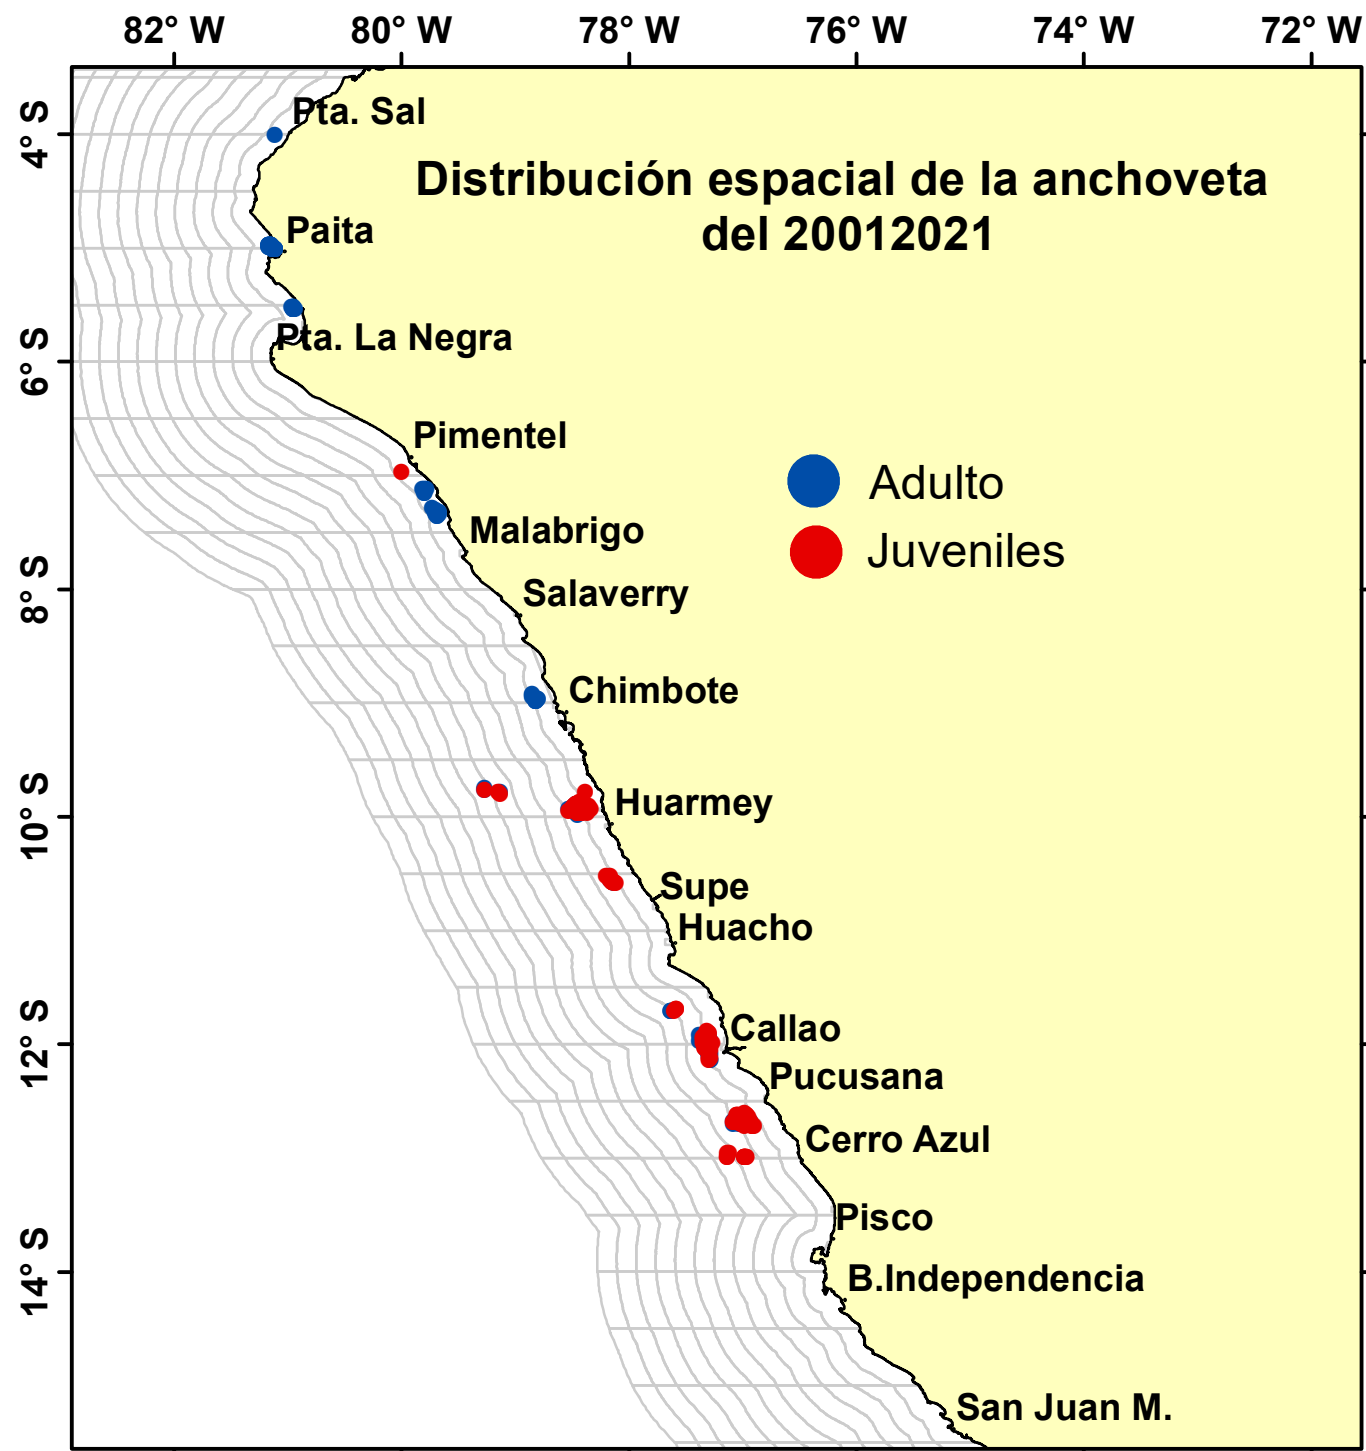 82° W 80° W 78° W 76° W 74° W 72° W
4° S
6° S
8° S
10° S
12° S
14° S
Distribución espacial de la anchoveta
del 20012021
Pta. Sal
Paita
Pta. La Negra
Pimentel
Adulto
Juveniles
Malabrigo
Salaverry
Chimbote
Huarmey
Supe
Huacho
Callao
Pucusana
Cerro Azul
Pisco
B.Independencia
San Juan M.